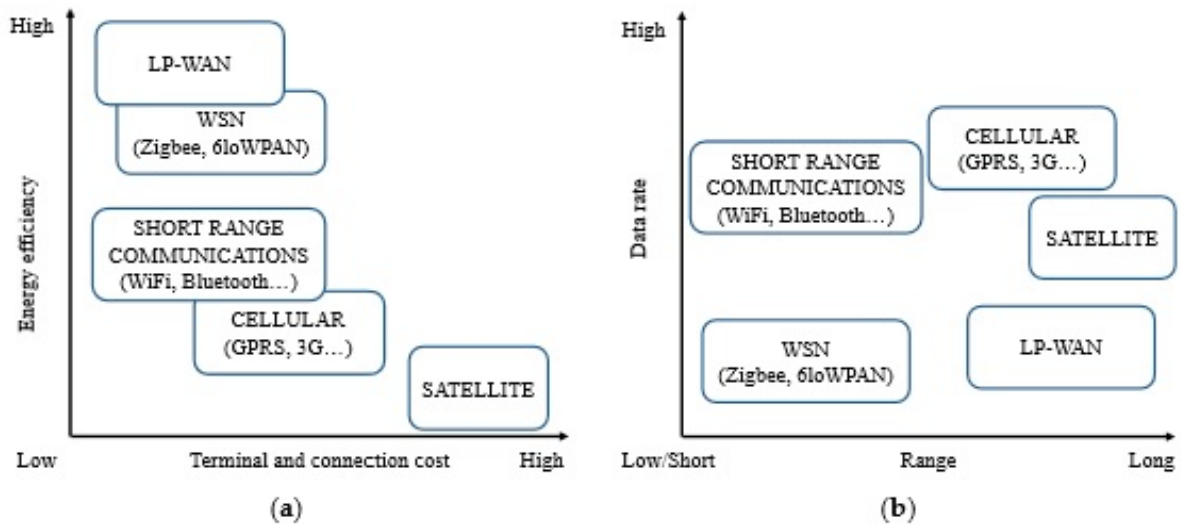 High
LP-WAN
WSN
(Zigbee, 6loWPAN)
SHORT RANGE
COMMUNICATIONS
(WiFi, Bluetooth…)
CELLULAR
(GPRS, 3G…)
SATELLITE
Energy efficiency
Low
Terminal and connection cost
High
(a)
High
CELLULAR
(GPRS, 3G…)
SHORT RANGE
COMMUNICATIONS
(WiFi, Bluetooth…)
SATELLITE
WSN
(Zigbee, 6loWPAN)
LP-WAN
Data rate
Low/Short
Range
Long
(b)